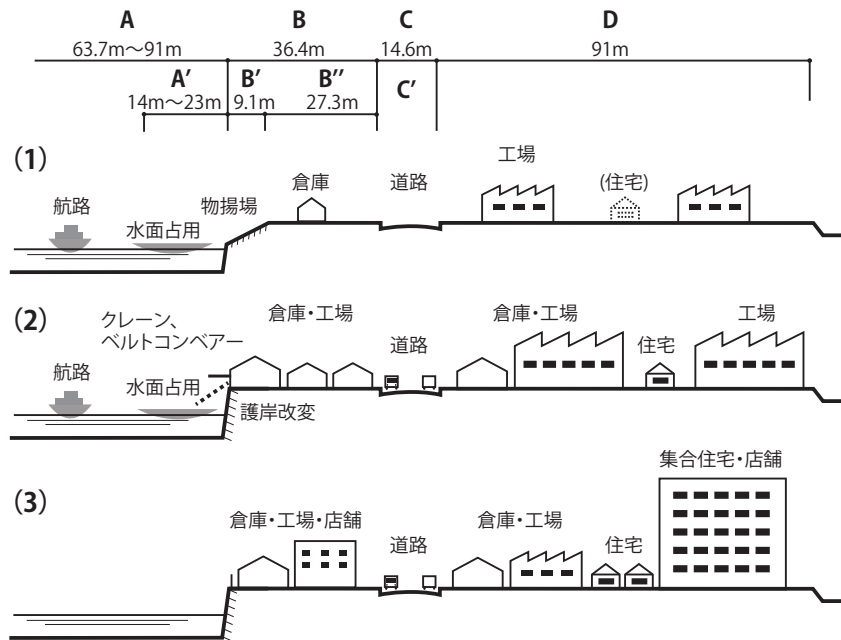 A B C D
63.7m～91m 36.4m 14.6m 91m
A’ B’ B’’ C’
14m～23m 9.1m 27.3m
(1)
工場
倉庫 道路 (住宅)
航路 物揚場
水面占用
(2)
クレーン、
ベルトコンベアー
倉庫・工場 倉庫・工場 工場
道路 住宅
航路
水面占用
護岸改変
(3)
集合住宅・店舗
倉庫・工場・店舗 倉庫・工場
道路 住宅